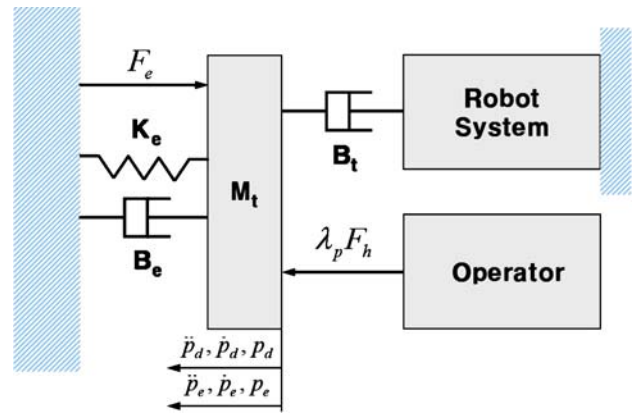 F_e
K_e
B_e
M_t
B_t
Robot
System
λ_p F_h
Operator
p̈_d, ṗ_d, p_d
p̈_e, ṗ_e, p_e